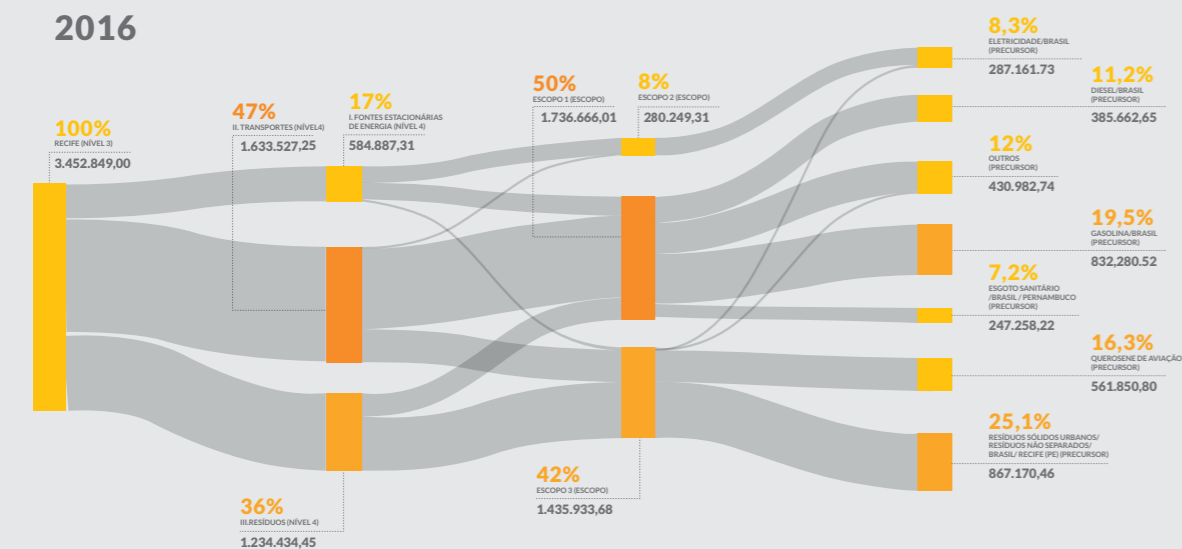 2016
100%
RECIFE (NÍVEL 3)
3.452.849,00
47%
II. TRANSPORTES (NÍVEL4)
1.633.527,25
17%
I. FONTES ESTACIONÁRIAS
DE ENERGIA (NÍVEL 4)
584.887,31
36%
III.RESÍDUOS (NÍVEL 4)
1.234.434,45
50%
ESCOPO 1 (ESCOPO)
1.736.666,01
8%
ESCOPO 2 (ESCOPO)
280.249,31
42%
ESCOPO 3 (ESCOPO)
1.435.933,68
8,3%
ELETRICIDADE/BRASIL
(PRECURSOR)
287.161.73
11,2%
DIESEL/BRASIL
(PRECURSOR)
385.662,65
12%
OUTROS
(PRECURSOR)
430.982,74
19,5%
GASOLINA/BRASIL
(PRECURSOR)
832,280.52
7,2%
ESGOTO SANITÁRIO
/BRASIL / PERNAMBUCO
(PRECURSOR)
247.258,22
16,3%
QUEROSENE DE AVIAÇÃO
(PRECURSOR)
561.850,80
25,1%
RESÍDUOS SÓLIDOS URBANOS/
RESÍDUOS NÃO SEPARADOS/
BRASIL/ RECIFE (PE) (PRECURSOR)
867.170,46